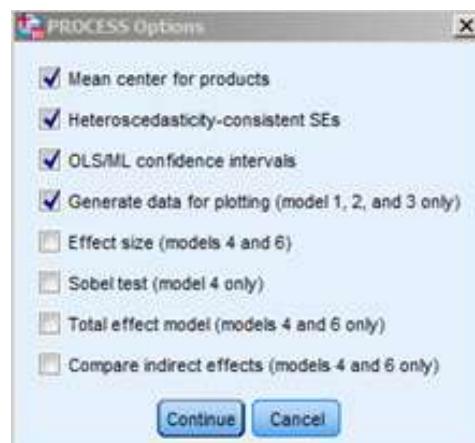 PROCESS Options
Mean center for products
Heteroscedasticity-consistent SEs
OLS/ML confidence intervals
Generate data for plotting (model 1, 2, and 3 only)
Effect size (models 4 and 6)
Sobel test (model 4 only)
Total effect model (models 4 and 6 only)
Compare indirect effects (models 4 and 6 only)
Continue Cancel